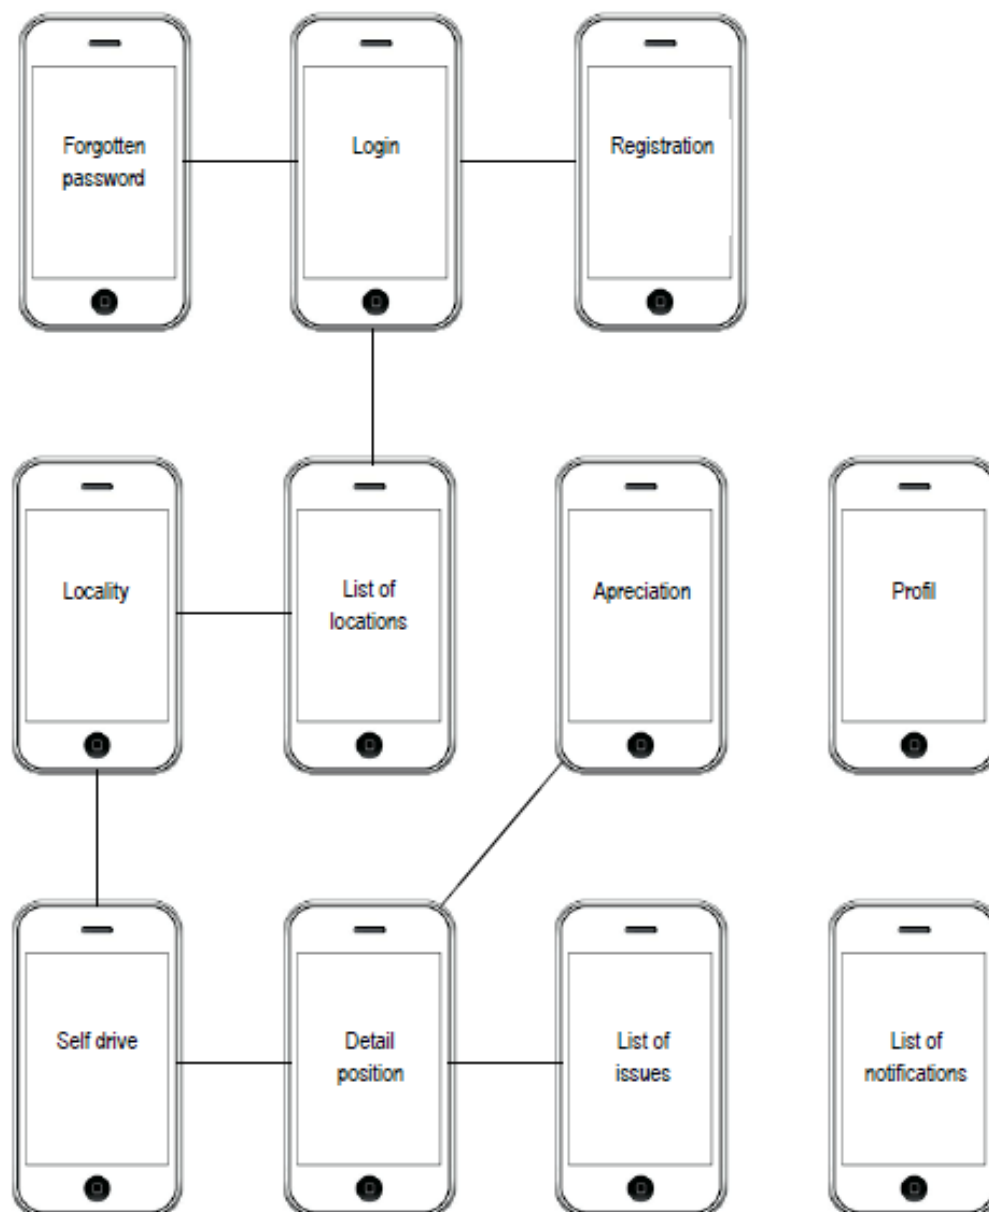 Forgotten
password
Login
Registration
Locality
List of
locations
Apreciation
Profil
Self drive
Detail
position
List of
issues
List of
notifications